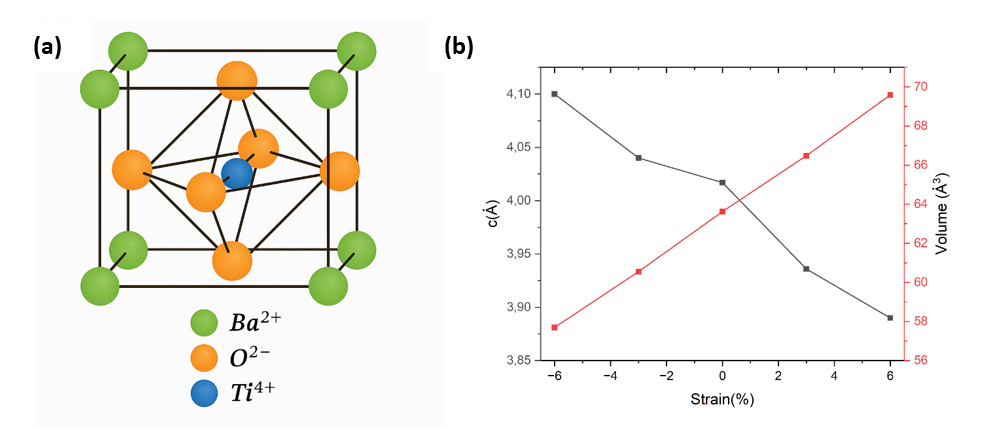 (a)
Ba2+
O2−
Ti4+
(b)
4,10
4,05
4,00
3,95
3,90
3,85
c(Å)
−6
−4
−2
0
2
4
6
Strain(%)
70
68
66
64
62
60
58
56
Volume (Å3)